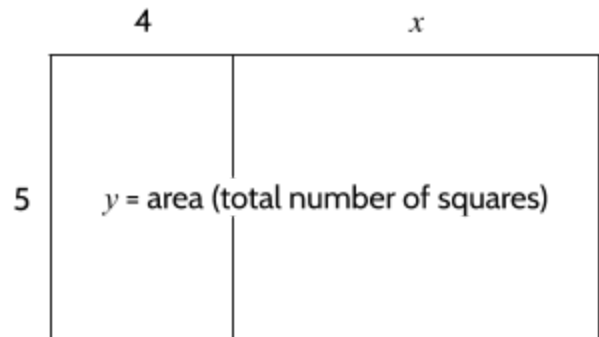 4 x
5 y = area (total number of squares)